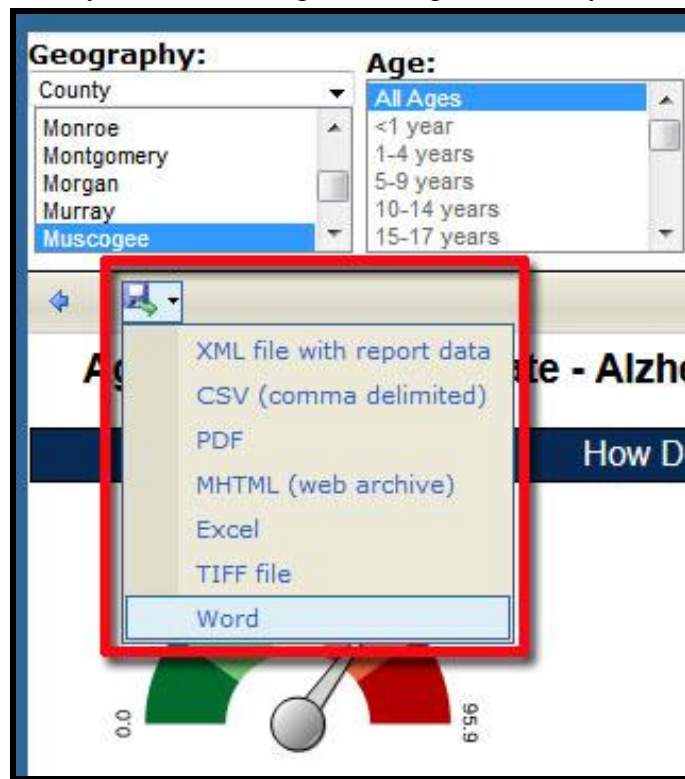 Geography:
Age:
County
Monroe
Montgomery
Morgan
Murray
Muscogee
All Ages
<1 year
1-4 years
5-9 years
10-14 years
15-17 years
XML file with report data
CSV (comma delimited)
PDF
MHTML (web archive)
Excel
TIFF file
Word
te - Alzh
How D
0.0
95.9